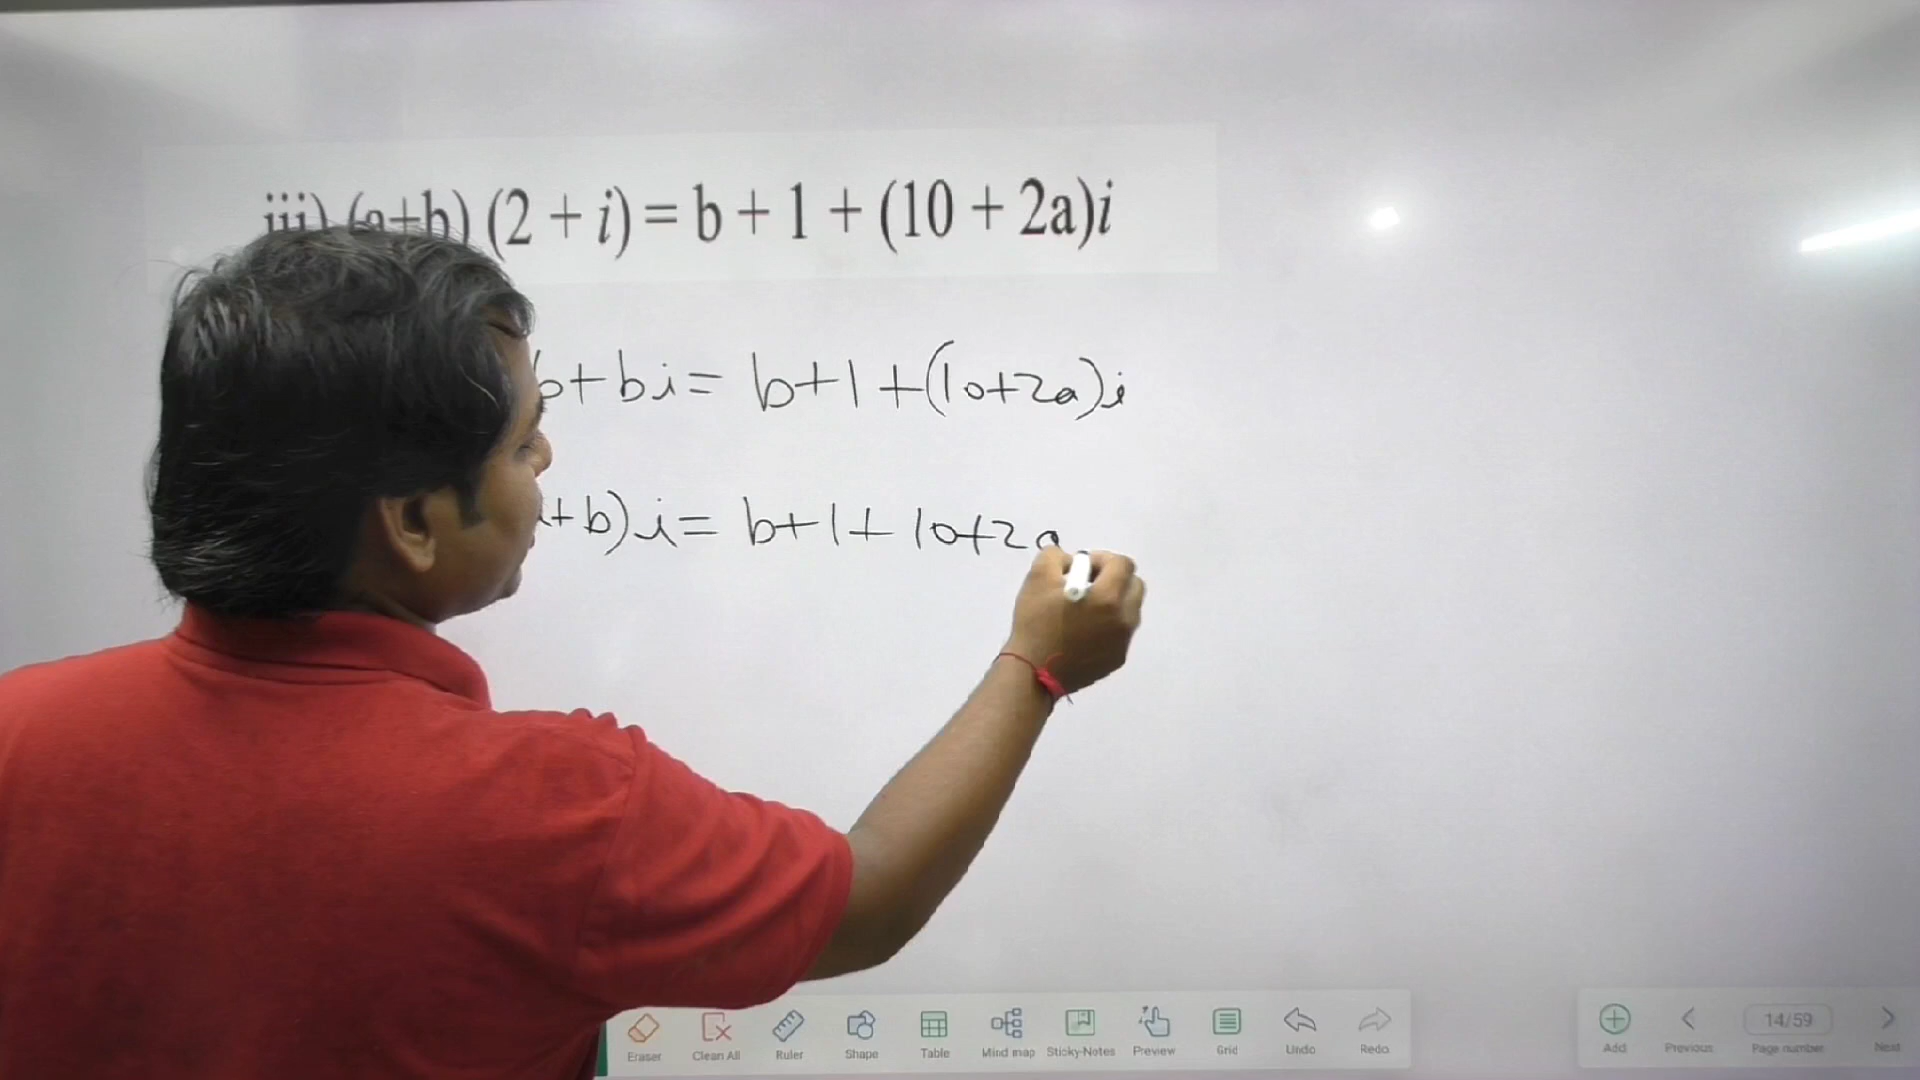 iii) (a+b) (2 + i) = b + 1 + (10 + 2a)i
b+bi= b+1+(10+2a)i
+b)i= b+1+10+2a
Eraser Clean All Ruler Shape Table Mind map Sticky-Notes Preview Grid Undo Redo
14/59
Add Previous Page number Next